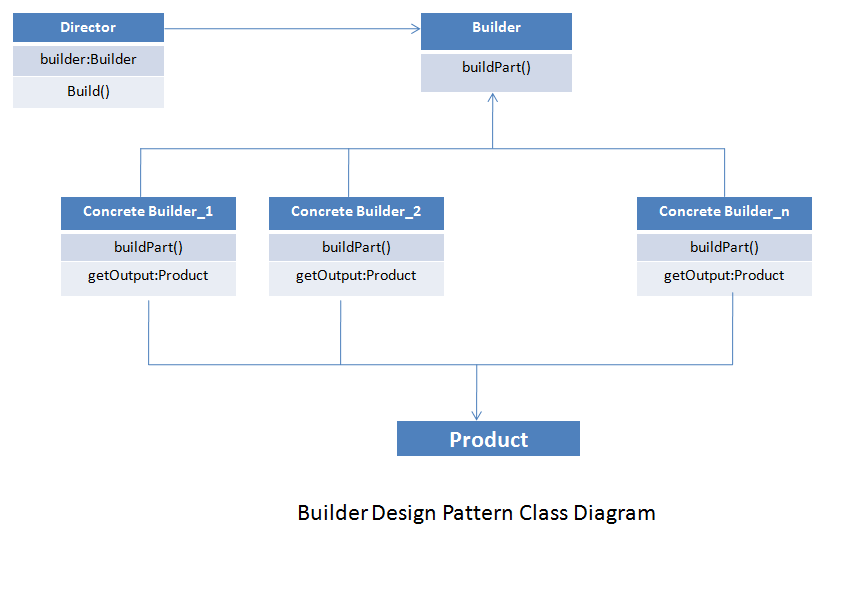 Director
builder:Builder
Build()
Builder
buildPart()
Concrete Builder_1
buildPart()
getOutput:Product
Concrete Builder_2
buildPart()
getOutput:Product
Concrete Builder_n
buildPart()
getOutput:Product
Product
Builder Design Pattern Class Diagram